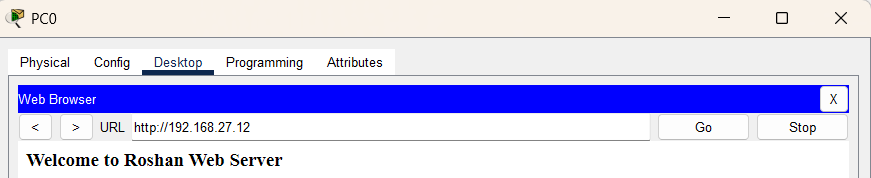 PC0
Physical Config Desktop Programming Attributes
Web Browser X
< > URL http://192.168.27.12 Go Stop
Welcome to Roshan Web Server